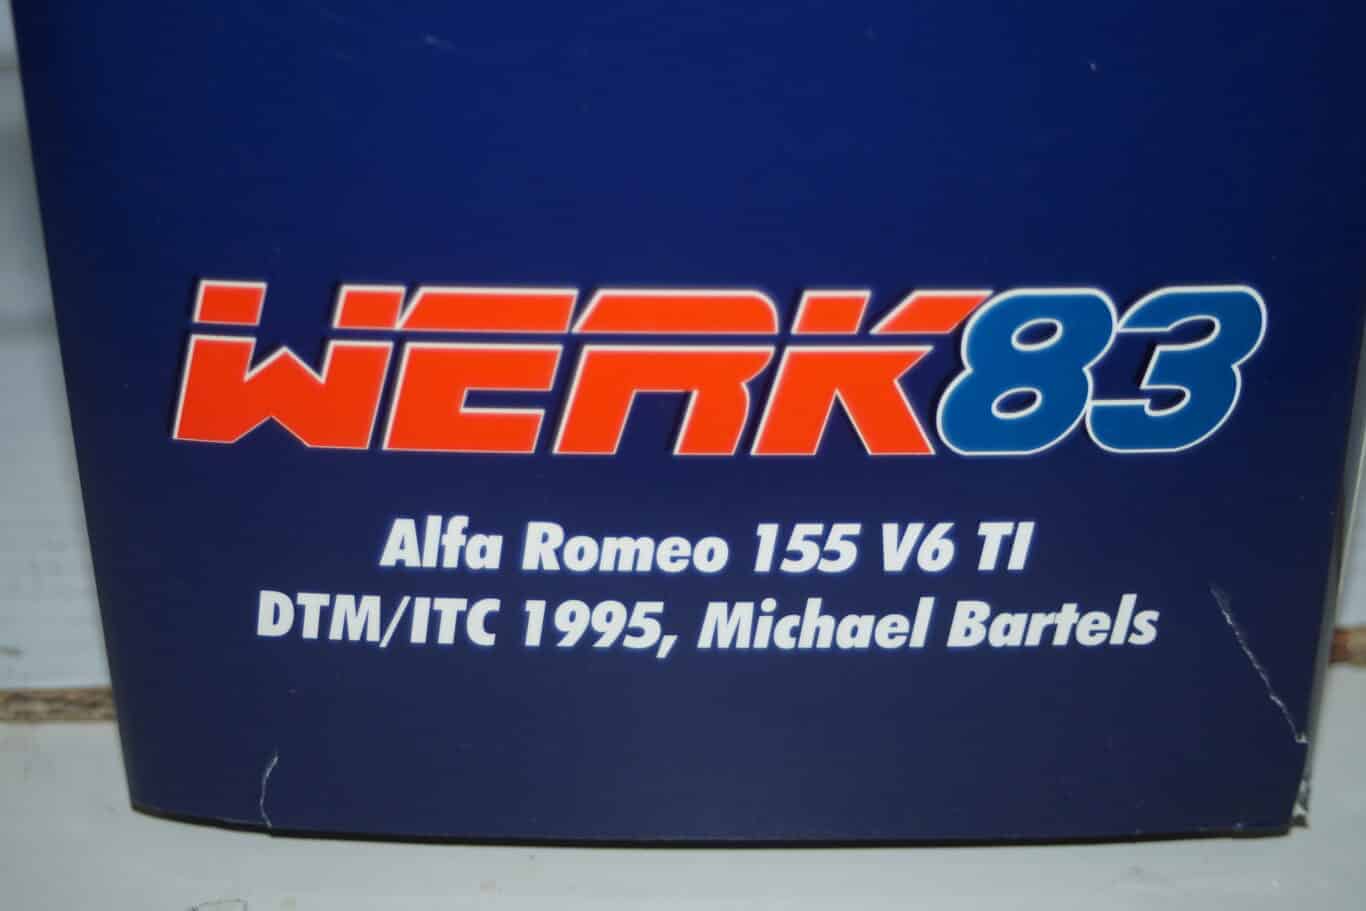 WERK83
Alfa Romeo 155 V6 TI
DTM/ITC 1995, Michael Bartels